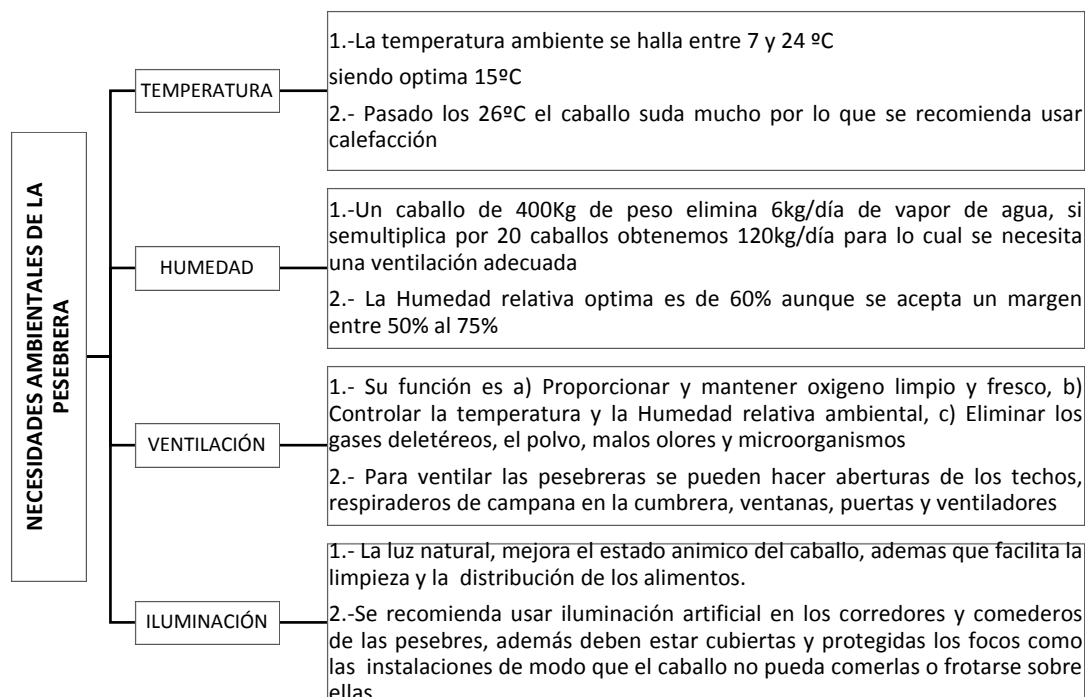 NECESIDADES AMBIENTALES DE LA
PESEBRERA
TEMPERATURA
1.-La temperatura ambiente se halla entre 7 y 24 ºC
siendo optima 15ºC
2.- Pasado los 26ºC el caballo suda mucho por lo que se recomienda usar
calefacción
HUMEDAD
1.-Un caballo de 400Kg de peso elimina 6kg/día de vapor de agua, si
semultiplica por 20 caballos obtenemos 120kg/día para lo cual se necesita
una ventilación adecuada
2.- La Humedad relativa optima es de 60% aunque se acepta un margen
entre 50% al 75%
VENTILACIÓN
1.- Su función es a) Proporcionar y mantener oxigeno limpio y fresco, b)
Controlar la temperatura y la Humedad relativa ambiental, c) Eliminar los
gases deletéreos, el polvo, malos olores y microorganismos
2.- Para ventilar las pesebreras se pueden hacer aberturas de los techos,
respiraderos de campana en la cumbrera, ventanas, puertas y ventiladores
ILUMINACIÓN
1.- La luz natural, mejora el estado animico del caballo, ademas que facilita la
limpieza y la distribución de los alimentos.
2.-Se recomienda usar iluminación artificial en los corredores y comederos
de las pesebres, además deben estar cubiertas y protegidas los focos como
las instalaciones de modo que el caballo no pueda comerlas o frotarse sobre
ellas